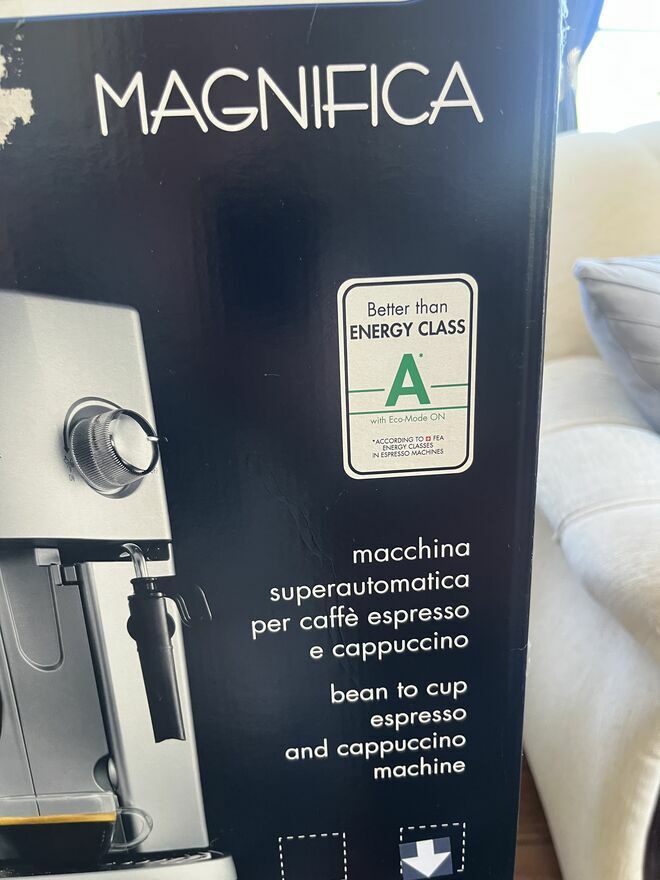 MAGNIFICA
Better than
ENERGY CLASS
A*
with Eco-Mode ON
*ACCORDING TO FEA
ENERGY CLASSES
IN ESPRESSO MACHINES
macchina
superautomatica
per caffè espresso
e cappuccino
bean to cup
espresso
and cappuccino
machine